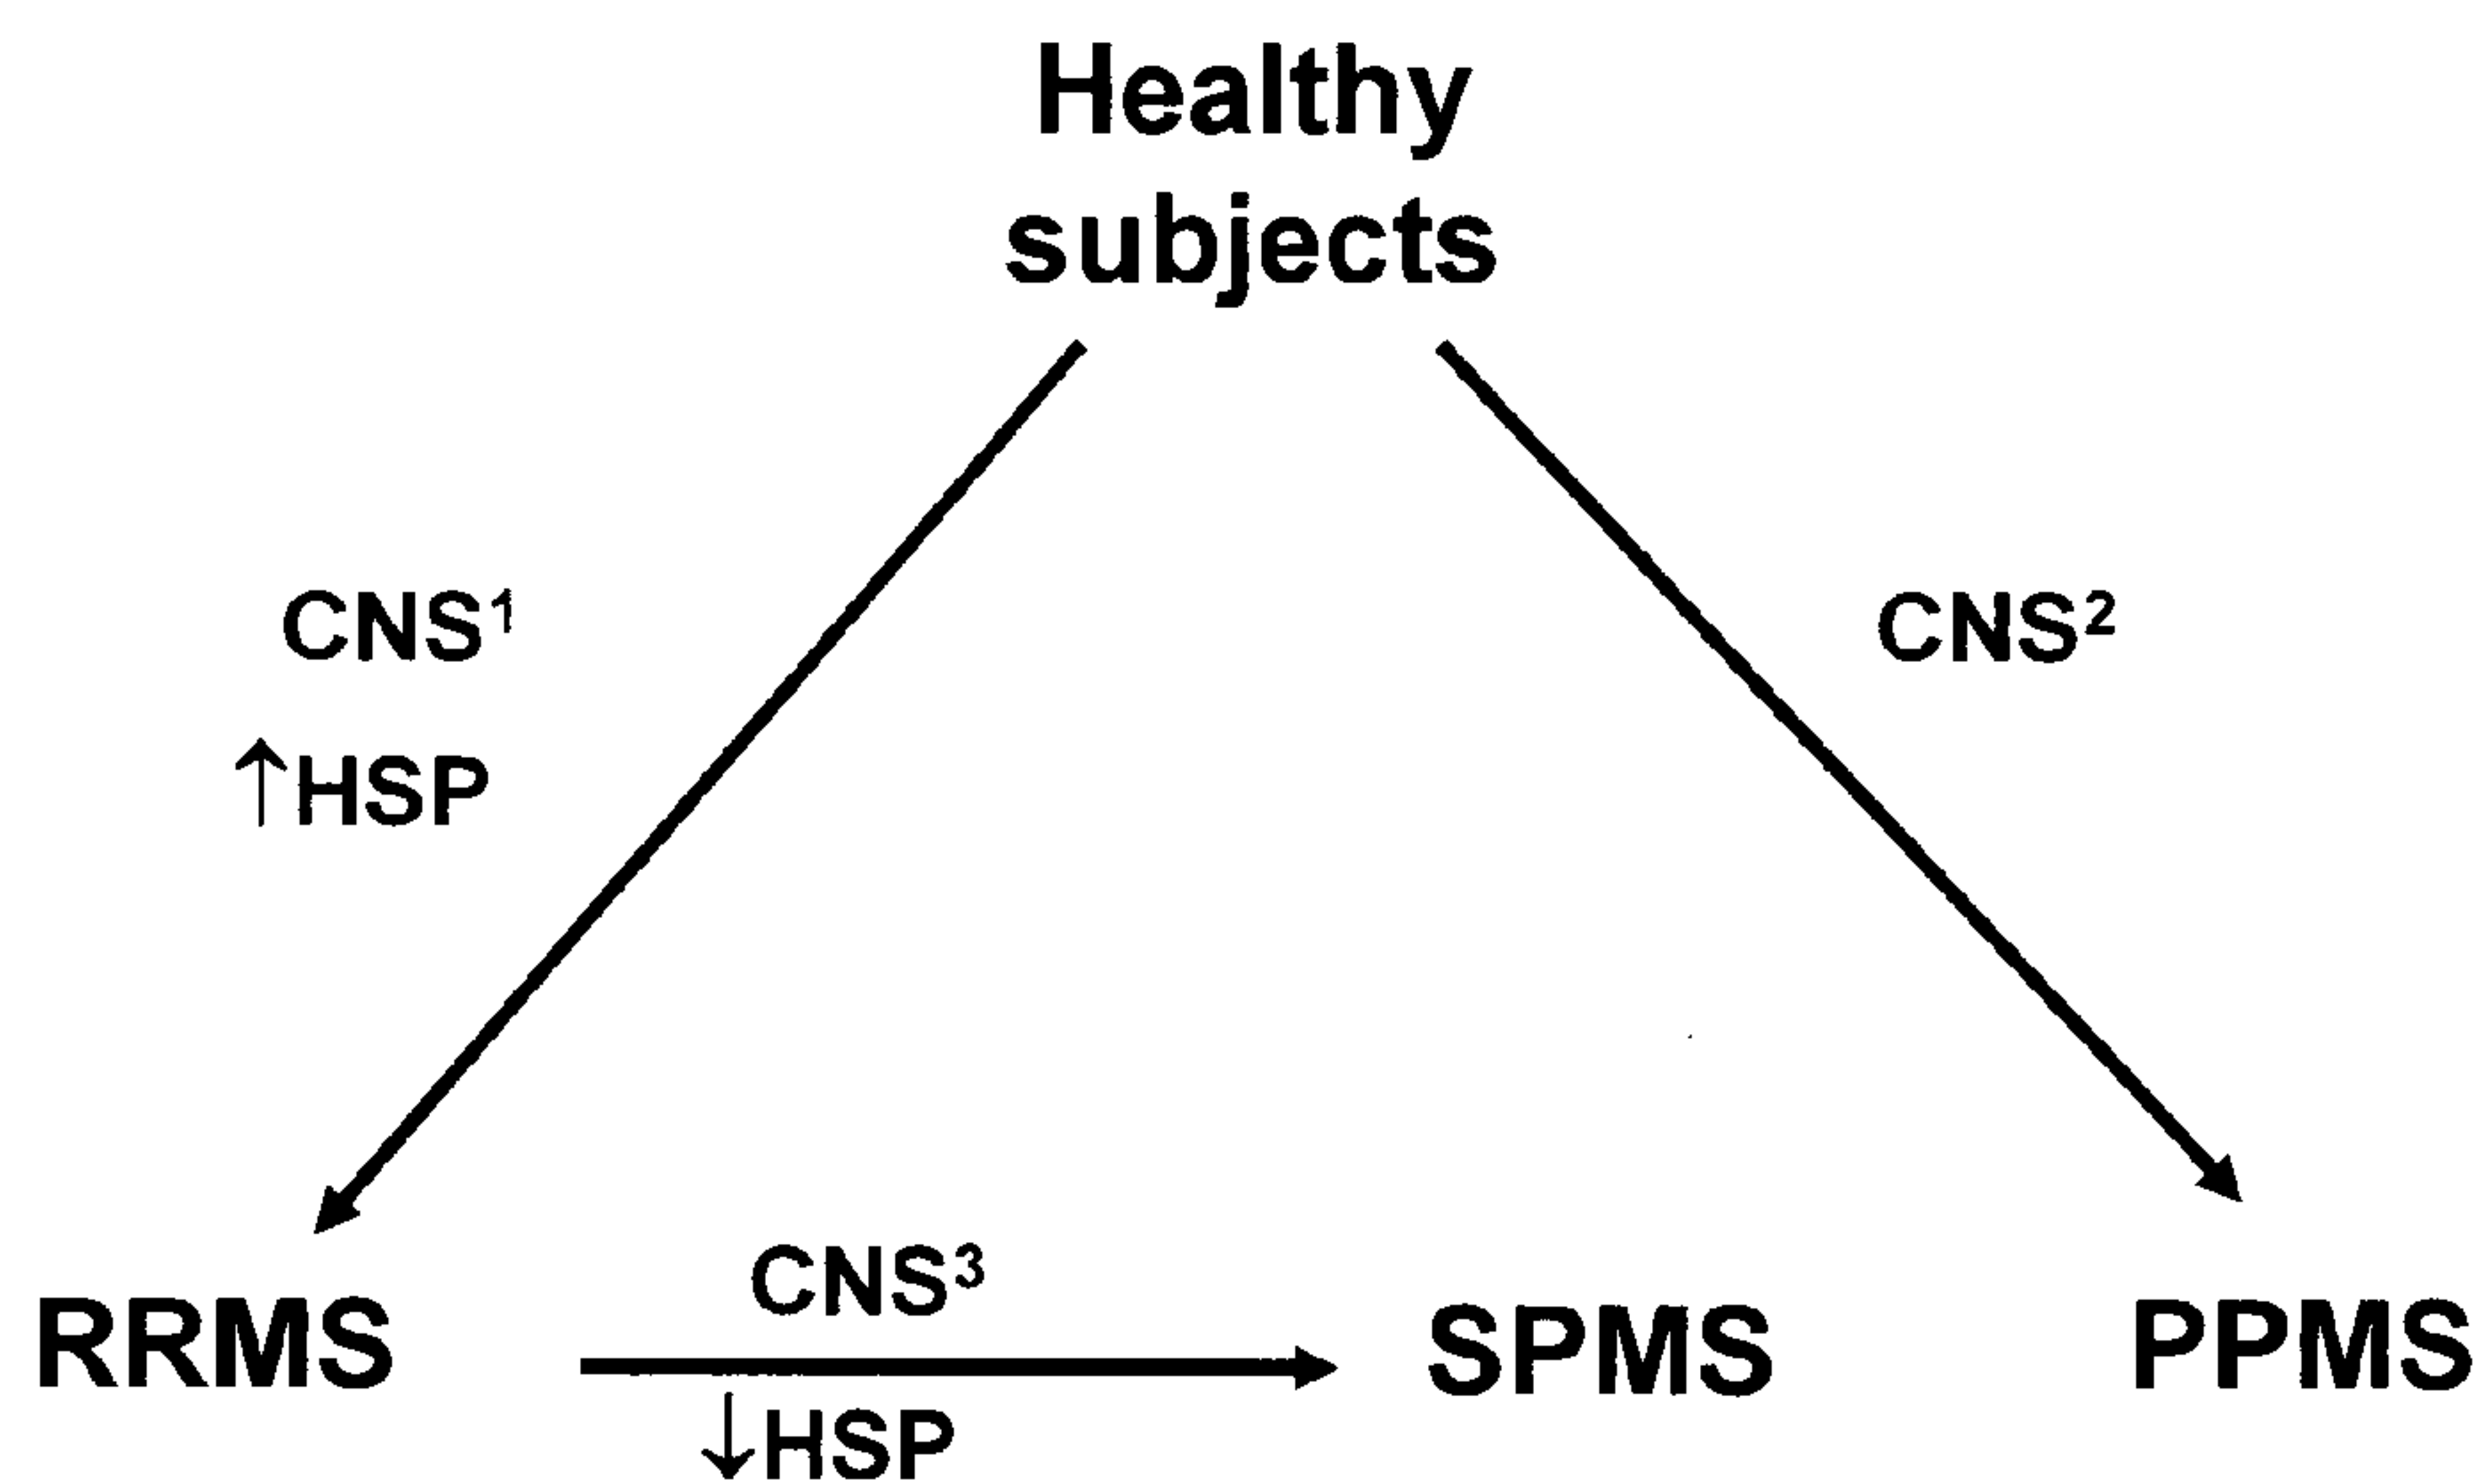 Healthy
subjects
CNS¹
CNS²
↑HSP
CNS³
RRMS
SPMS
PPMS
↓HSP